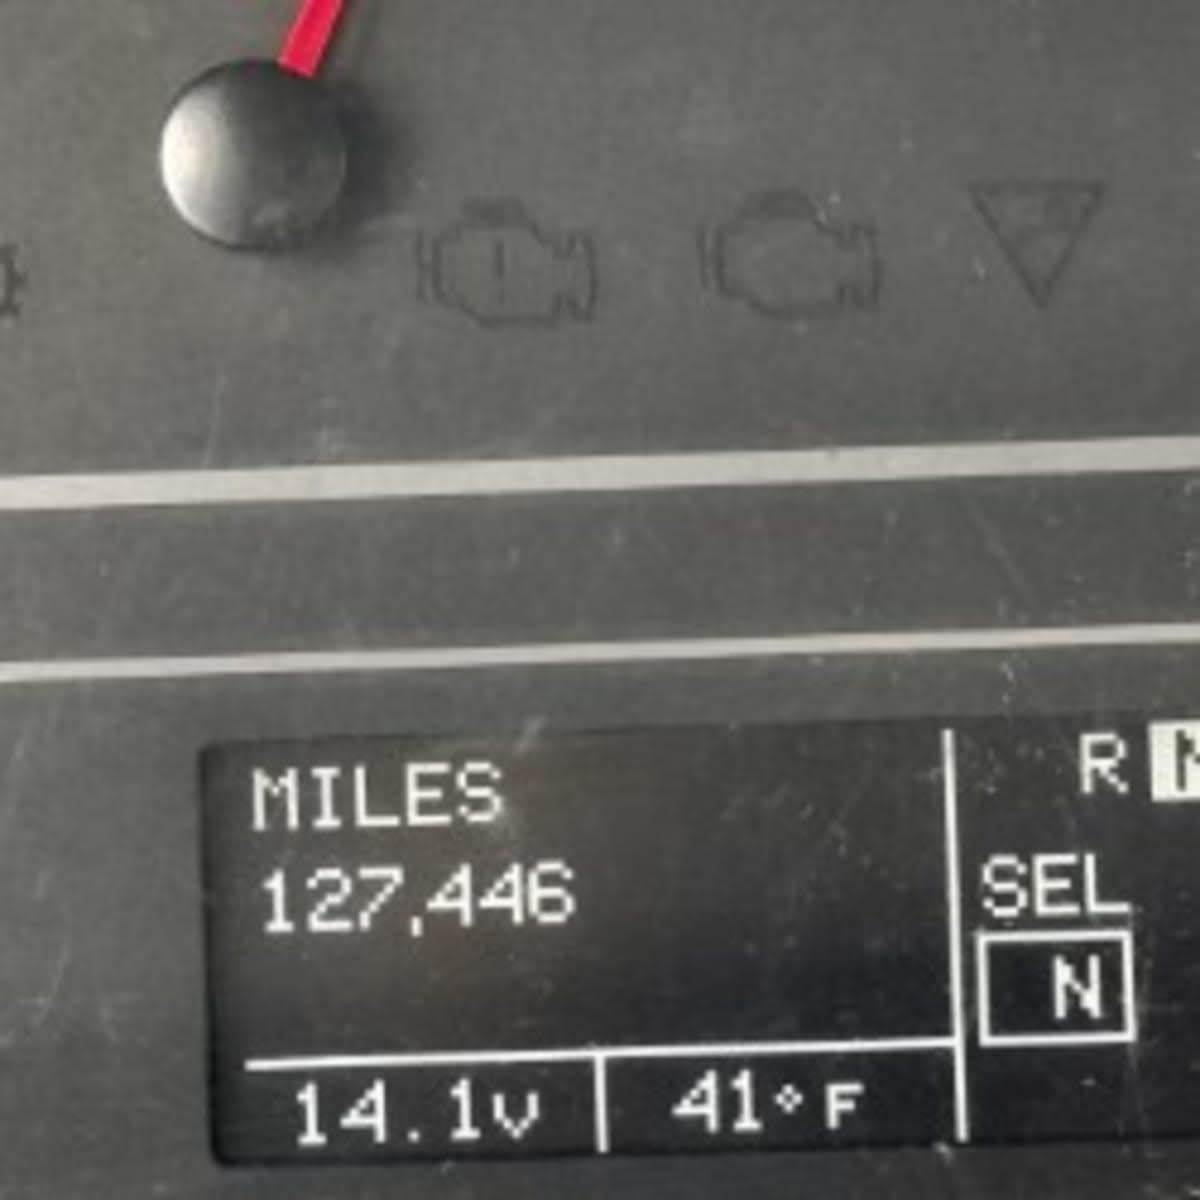 MILES
127,446
14.1V
41°F
R N
SEL
N